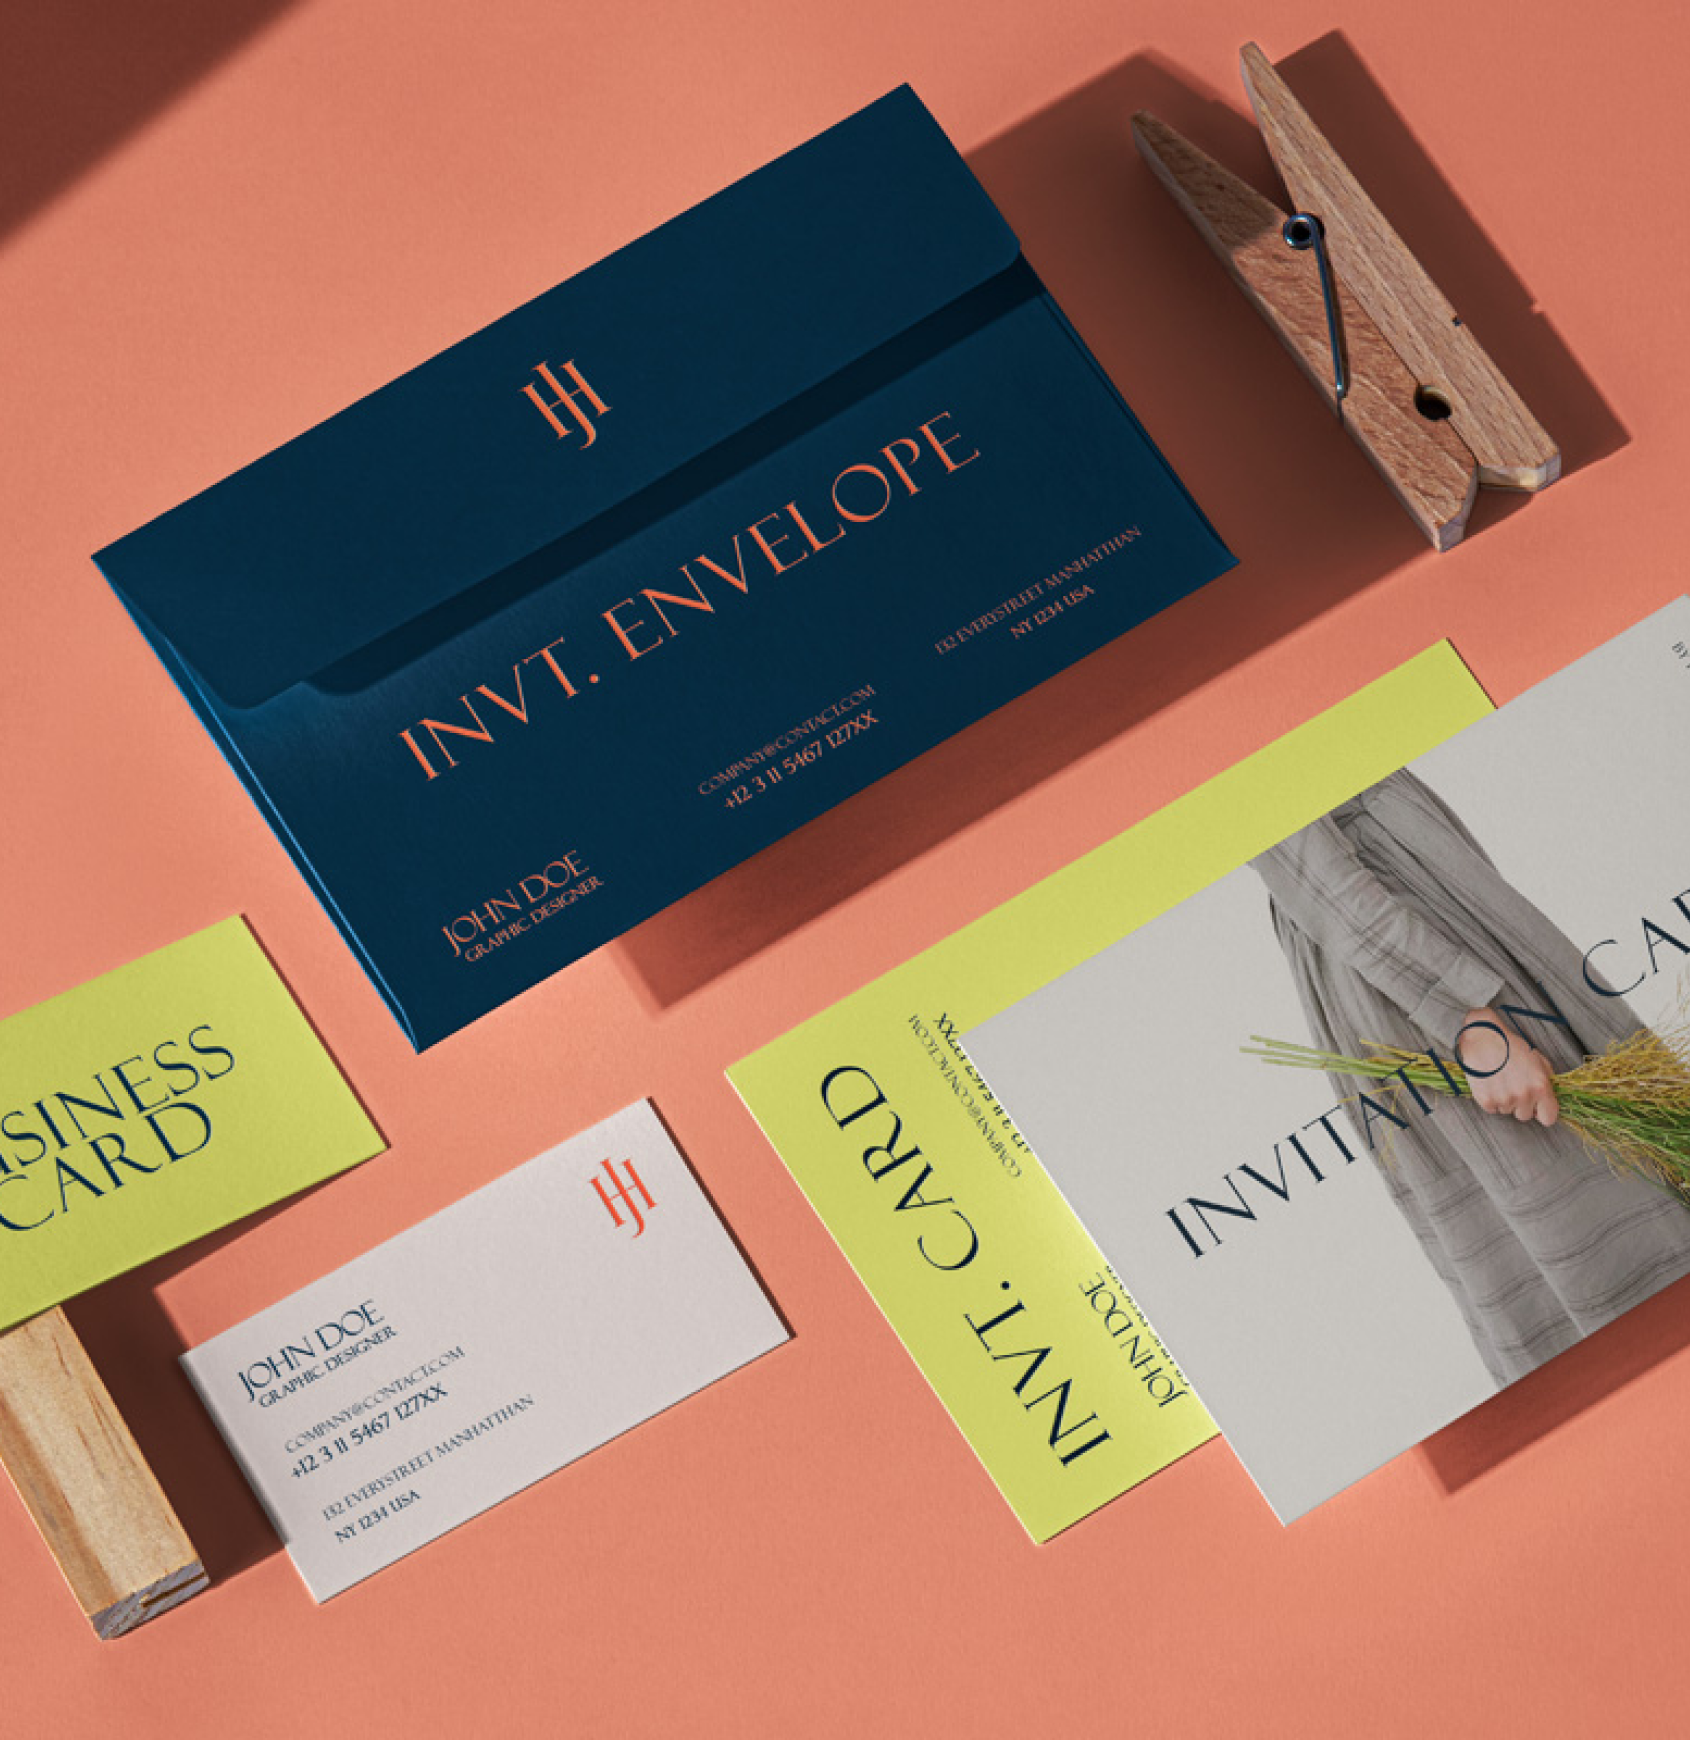 HJ
INVT. ENVELOPE
JOHN DOE
GRAPHIC DESIGNER
COMPANY@CONTACT.COM
+12 3 11 5467 127XX
132 EVERYSTREET MANHATTHAN
NY 1234 USA
SINESS
CARD
HJ
JOHN DOE
GRAPHIC DESIGNER
COMPANY@CONTACT.COM
+12 3 11 5467 127XX
132 EVERYSTREET MANHATTHAN
NY 1234 USA
INVT. CARD
COMPANY@CONTACT.COM
JOHN DOE
BY
INVITATION CAR